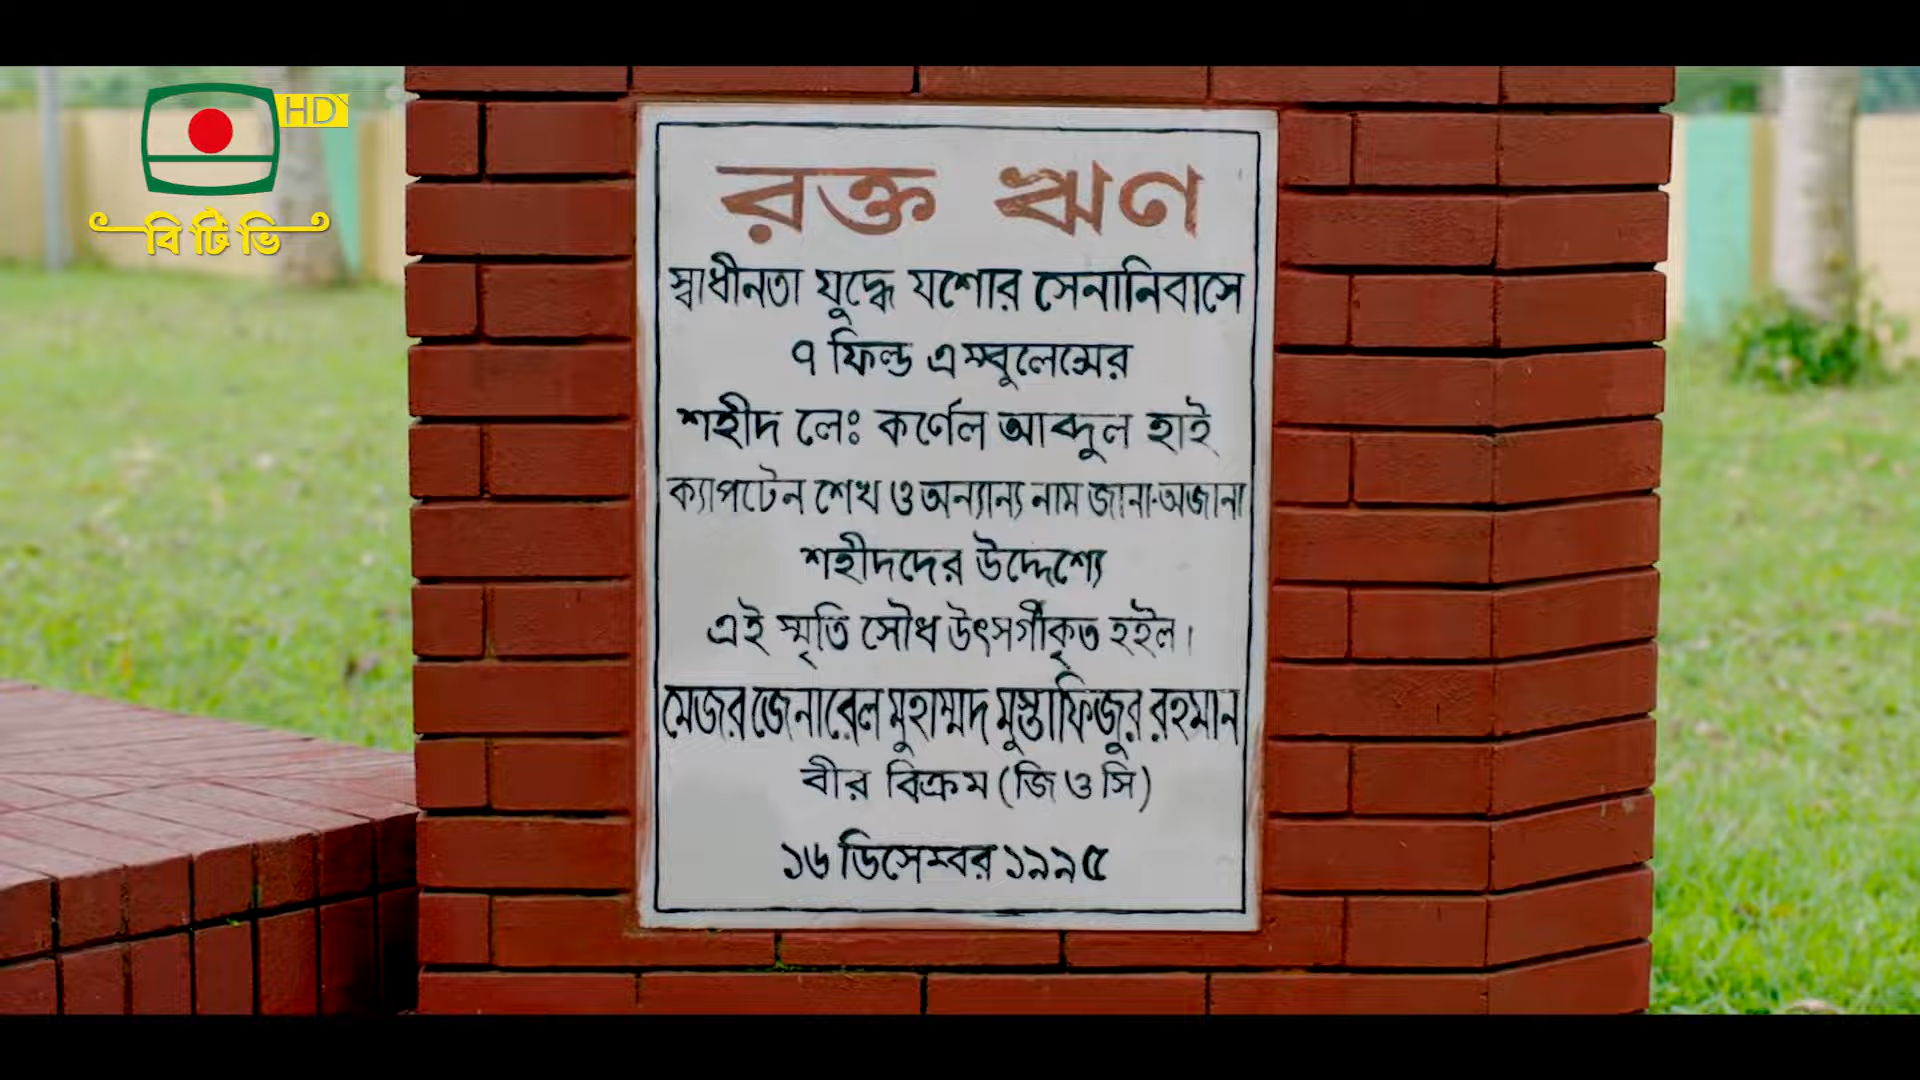 HD
বিটিভি
রক্ত ঋণ
স্বাধীনতা যুদ্ধে যশোর সেনানিবাসে
৭ ফিল্ড এম্বুলেন্সের
শহীদ লেঃ কর্ণেল আব্দুল হাই
ক্যাপটেন শেখ ও অন্যান্য নাম জানা-অজানা
শহীদদের উদ্দেশ্যে
এই স্মৃতি সৌধ উৎসর্গীকৃত হইল।
মেজর জেনারেল মুহাম্মদ মুস্তাফিজুর রহমান
বীর বিক্রম (জি ও সি)
১৬ ডিসেম্বর ১৯৯৫